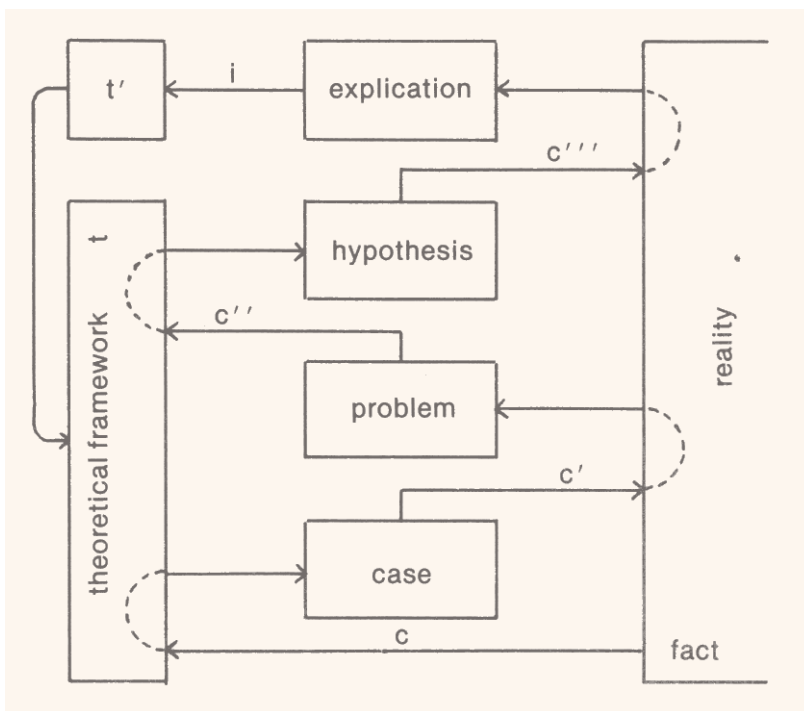 t′
i
explication
c′′′
t
hypothesis
c′′
theoretical framework
reality
problem
c′
case
c
fact